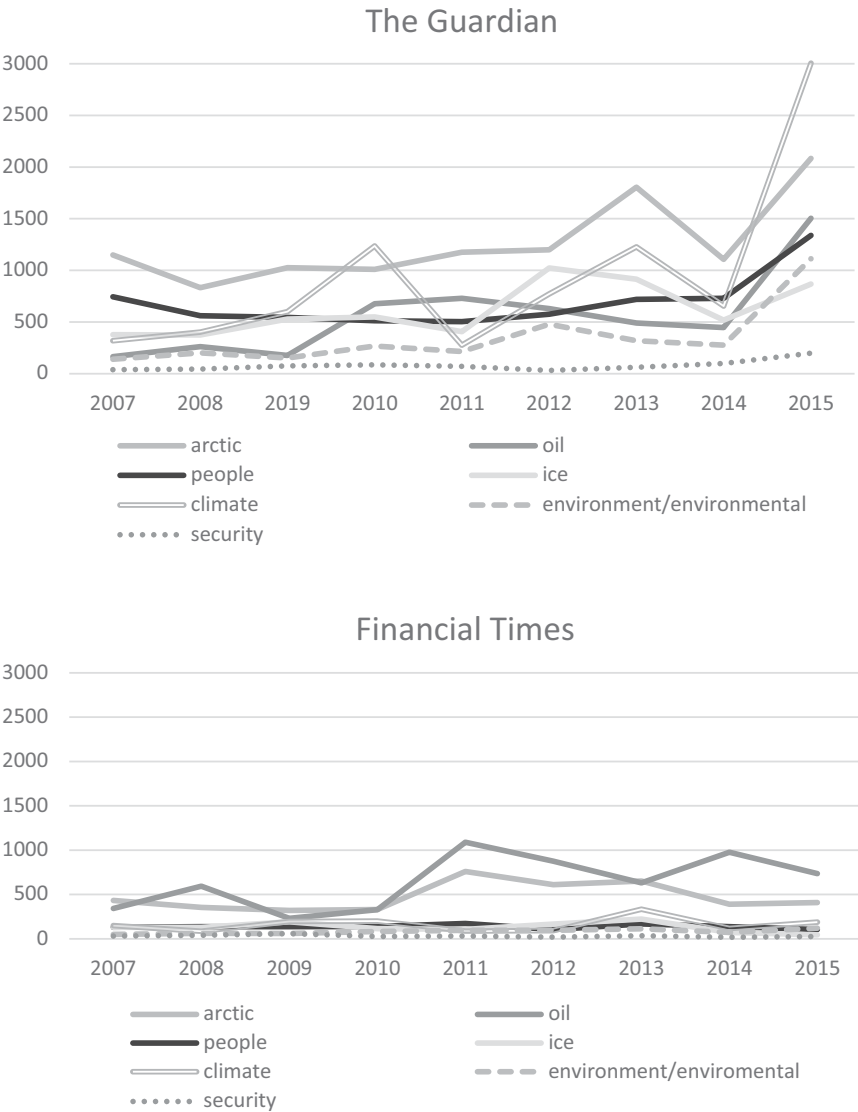 The Guardian
3000
2500
2000
1500
1000
500
0
2007 2008 2019 2010 2011 2012 2013 2014 2015
arctic oil
people ice
climate environment/environmental
security
Financial Times
3000
2500
2000
1500
1000
500
0
2007 2008 2009 2010 2011 2012 2013 2014 2015
arctic oil
people ice
climate environment/enviromental
security